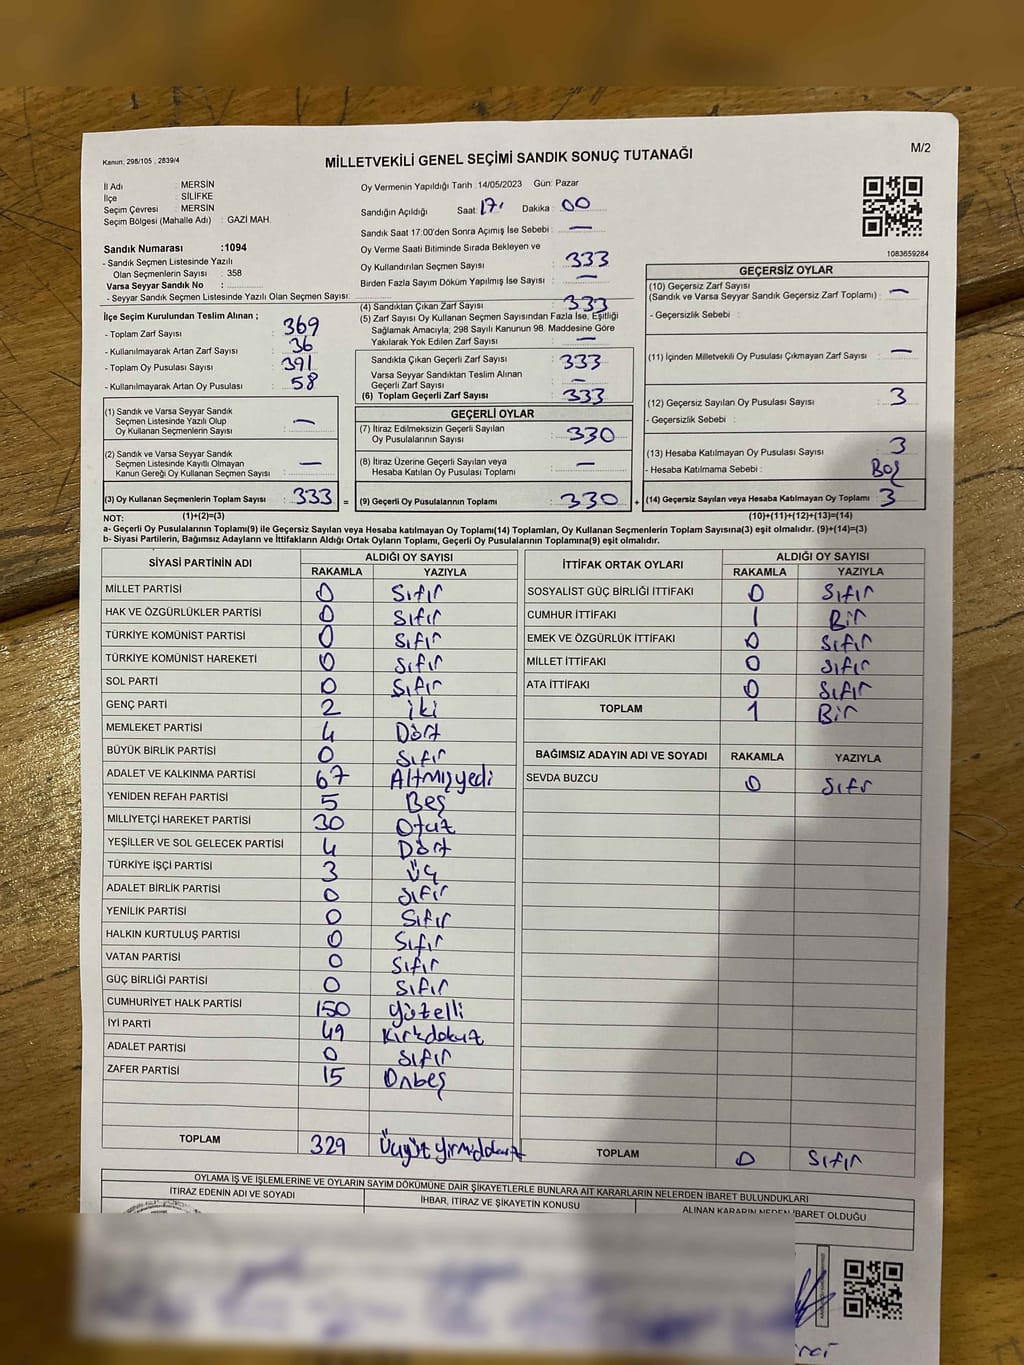 Kanun; 298/105 , 2839/4
M/2
MİLLETVEKİLİ GENEL SEÇİMİ SANDIK SONUÇ TUTANAĞI
İl Adı : MERSİN
İlçe : SİLİFKE
Seçim Çevresi : MERSİN
Seçim Bölgesi (Mahalle Adı) : GAZİ MAH.
Sandık Numarası :1094
- Sandık Seçmen Listesinde Yazılı
Olan Seçmenlerin Sayısı : 358
Varsa Seyyar Sandık No :
- Seyyar Sandık Seçmen Listesinde Yazılı Olan Seçmen Sayısı:
İlçe Seçim Kurulundan Teslim Alınan ;
- Toplam Zarf Sayısı : 369
- Kullanılmayarak Artan Zarf Sayısı : 36
- Toplam Oy Pusulası Sayısı : 391
- Kullanılmayarak Artan Oy Pusulası : 58
(1) Sandık ve Varsa Seyyar Sandık
Seçmen Listesinde Yazılı Olup
Oy Kullanan Seçmenlerin Sayısı : —
(2) Sandık ve Varsa Seyyar Sandık
Seçmen Listesinde Kayıtlı Olmayan
Kanun Gereği Oy Kullanan Seçmen Sayısı : —
(3) Oy Kullanan Seçmenlerin Toplam Sayısı : 333 =
(1)+(2)=(3)
Oy Vermenin Yapıldığı Tarih : 14/05/2023 Gün: Pazar
Sandığın Açıldığı Saat: 17' Dakika : 00
Sandık Saat 17:00'den Sonra Açımış İse Sebebi : —
Oy Verme Saati Bitiminde Sırada Bekleyen ve
Oy Kullandırılan Seçmen Sayısı : 333
Birden Fazla Sayım Döküm Yapılmış İse Sayısı : —
(4) Sandıktan Çıkan Zarf Sayısı : 333
(5) Zarf Sayısı Oy Kullanan Seçmen Sayısından Fazla İse, Eşitliği
Sağlamak Amacıyla; 298 Sayılı Kanunun 98. Maddesine Göre
Yakılarak Yok Edilen Zarf Sayısı : —
Sandıkta Çıkan Geçerli Zarf Sayısı : 333
Varsa Seyyar Sandıktan Teslim Alınan
Geçerli Zarf Sayısı : —
(6) Toplam Geçerli Zarf Sayısı : 333
GEÇERLİ OYLAR
(7) İtiraz Edilmeksizin Geçerli Sayılan
Oy Pusulalarının Sayısı : 330
(8) İtiraz Üzerine Geçerli Sayılan veya
Hesaba Katılan Oy Pusulası Toplamı : —
(9) Geçerli Oy Pusulalarının Toplamı : 330 +
1083659284
GEÇERSİZ OYLAR
(10) Geçersiz Zarf Sayısı
(Sandık ve Varsa Seyyar Sandık Geçersiz Zarf Toplamı) : —
- Geçersizlik Sebebi :
(11) İçinden Milletvekili Oy Pusulası Çıkmayan Zarf Sayısı : —
(12) Geçersiz Sayılan Oy Pusulası Sayısı : 3
- Geçersizlik Sebebi :
(13) Hesaba Katılmayan Oy Pusulası Sayısı : 3
- Hesaba Katılmama Sebebi : Boş
(14) Geçersiz Sayılan veya Hesaba Katılmayan Oy Toplamı : 3
(10)+(11)+(12)+(13)=(14)
NOT:
a- Geçerli Oy Pusulalarının Toplamı(9) ile Geçersiz Sayılan veya Hesaba katılmayan Oy Toplamı(14) Toplamları, Oy Kullanan Seçmenlerin Toplam Sayısına(3) eşit olmalıdır. (9)+(14)=(3)
b- Siyasi Partilerin, Bağımsız Adayların ve İttifakların Aldığı Ortak Oyların Toplamı, Geçerli Oy Pusulalarının Toplamına(9) eşit olmalıdır.
SİYASİ PARTİNİN ADI ALDIĞI OY SAYISI
RAKAMLA YAZIYLA
MİLLET PARTİSİ 0 Sıfır
HAK VE ÖZGÜRLÜKLER PARTİSİ 0 Sıfır
TÜRKİYE KOMÜNİST PARTİSİ 0 Sıfır
TÜRKİYE KOMÜNİST HAREKETİ 0 Sıfır
SOL PARTİ 0 Sıfır
GENÇ PARTİ 2 iki
MEMLEKET PARTİSİ 4 Dört
BÜYÜK BİRLİK PARTİSİ 0 Sıfır
ADALET VE KALKINMA PARTİSİ 67 Altmışyedi
YENİDEN REFAH PARTİSİ 5 Beş
MİLLİYETÇİ HAREKET PARTİSİ 30 Otuz
YEŞİLLER VE SOL GELECEK PARTİSİ 4 Dört
TÜRKİYE İŞÇİ PARTİSİ 3 Üç
ADALET BİRLİK PARTİSİ 0 Sıfır
YENİLİK PARTİSİ 0 Sıfır
HALKIN KURTULUŞ PARTİSİ 0 Sıfır
VATAN PARTİSİ 0 Sıfır
GÜÇ BİRLİĞİ PARTİSİ 0 Sıfır
CUMHURİYET HALK PARTİSİ 150 Yüzelli
İYİ PARTİ 49 Kırkdokuz
ADALET PARTİSİ 0 Sıfır
ZAFER PARTİSİ 15 Onbeş
TOPLAM 329 Üçyüzyirmidokuz
İTTİFAK ORTAK OYLARI ALDIĞI OY SAYISI
RAKAMLA YAZIYLA
SOSYALİST GÜÇ BİRLİĞİ İTTİFAKI 0 Sıfır
CUMHUR İTTİFAKI 1 Bir
EMEK VE ÖZGÜRLÜK İTTİFAKI 0 Sıfır
MİLLET İTTİFAKI 0 Sıfır
ATA İTTİFAKI 0 Sıfır
TOPLAM 1 Bir
BAĞIMSIZ ADAYIN ADI VE SOYADI RAKAMLA YAZIYLA
SEVDA BUZCU 0 Sıfır
TOPLAM 0 Sıfır
OYLAMA İŞ VE İŞLEMLERİNE VE OYLARIN SAYIM DÖKÜMÜNE DAİR ŞİKAYETLERLE BUNLARA AİT KARARLARIN NELERDEN İBARET BULUNDUKLARI
İTİRAZ EDENİN ADI VE SOYADI İHBAR, İTİRAZ VE ŞİKAYETİN KONUSU ALINAN KARARIN NEDEN İBARET OLDUĞU